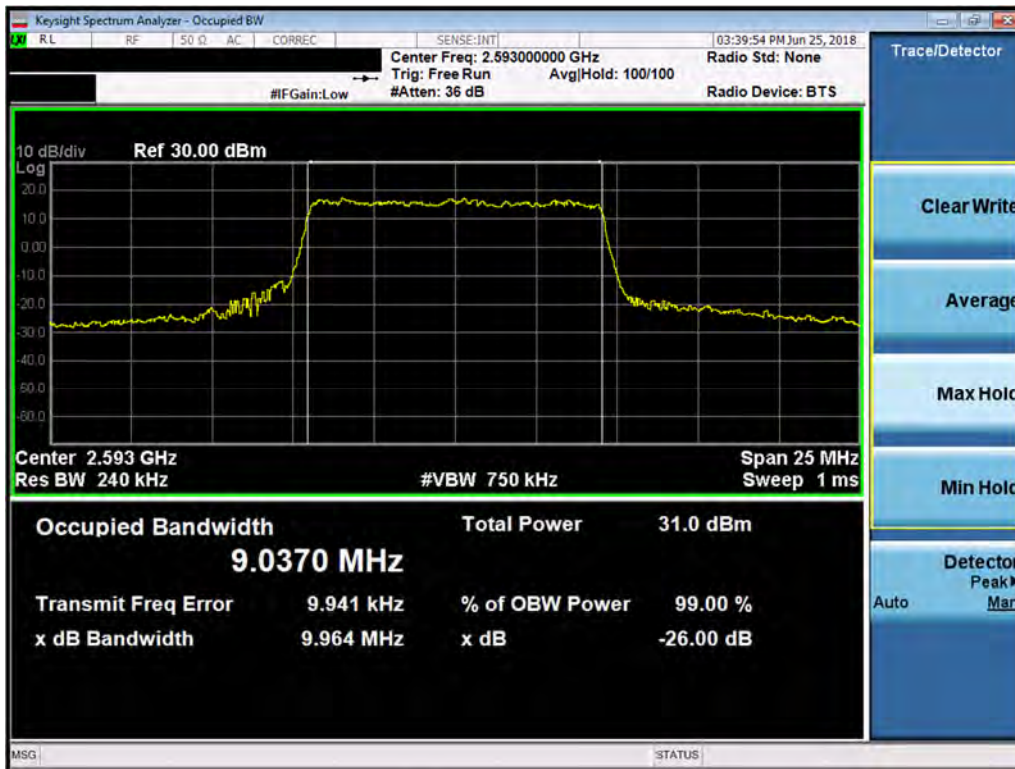 Keysight Spectrum Analyzer - Occupied BW
LXI RL RF 50 Ω AC CORREC SENSE:INT 03:39:54 PM Jun 25, 2018
Center Freq: 2.593000000 GHz Radio Std: None
Trig: Free Run Avg|Hold: 100/100
#IFGain:Low #Atten: 36 dB Radio Device: BTS
Trace/Detector
10 dB/div Ref 30.00 dBm
Log
20.0
10.0
0.00
-10.0
-20.0
-30.0
-40.0
-50.0
-60.0
Center 2.593 GHz Span 25 MHz
Res BW 240 kHz #VBW 750 kHz Sweep 1 ms
Occupied Bandwidth Total Power 31.0 dBm
9.0370 MHz
Transmit Freq Error 9.941 kHz % of OBW Power 99.00 %
x dB Bandwidth 9.964 MHz x dB -26.00 dB
Clear Write
Average
Max Hold
Min Hold
Detector
Peak
Auto Man
MSG STATUS